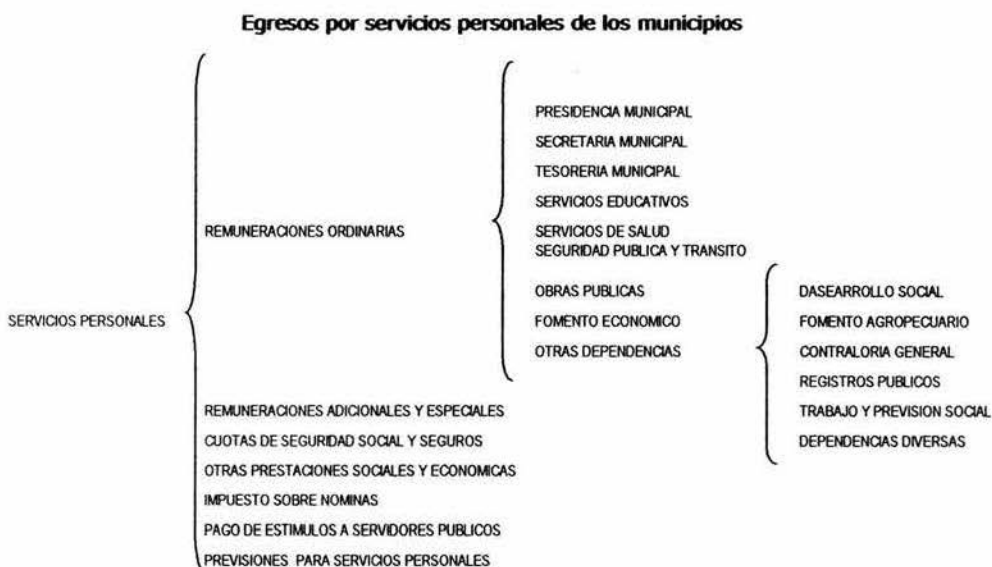 Egresos por servicios personales de los municipios
SERVICIOS PERSONALES
REMUNERACIONES ORDINARIAS
PRESIDENCIA MUNICIPAL
SECRETARIA MUNICIPAL
TESORERIA MUNICIPAL
SERVICIOS EDUCATIVOS
SERVICIOS DE SALUD
SEGURIDAD PUBLICA Y TRANSITO
OBRAS PUBLICAS
FOMENTO ECONOMICO
OTRAS DEPENDENCIAS
DASEARROLLO SOCIAL
FOMENTO AGROPECUARIO
CONTRALORIA GENERAL
REGISTROS PUBLICOS
TRABAJO Y PREVISION SOCIAL
DEPENDENCIAS DIVERSAS
REMUNERACIONES ADICIONALES Y ESPECIALES
CUOTAS DE SEGURIDAD SOCIAL Y SEGUROS
OTRAS PRESTACIONES SOCIALES Y ECONOMICAS
IMPUESTO SOBRE NOMINAS
PAGO DE ESTIMULOS A SERVIDORES PUBLICOS
PREVISIONES PARA SERVICIOS PERSONALES